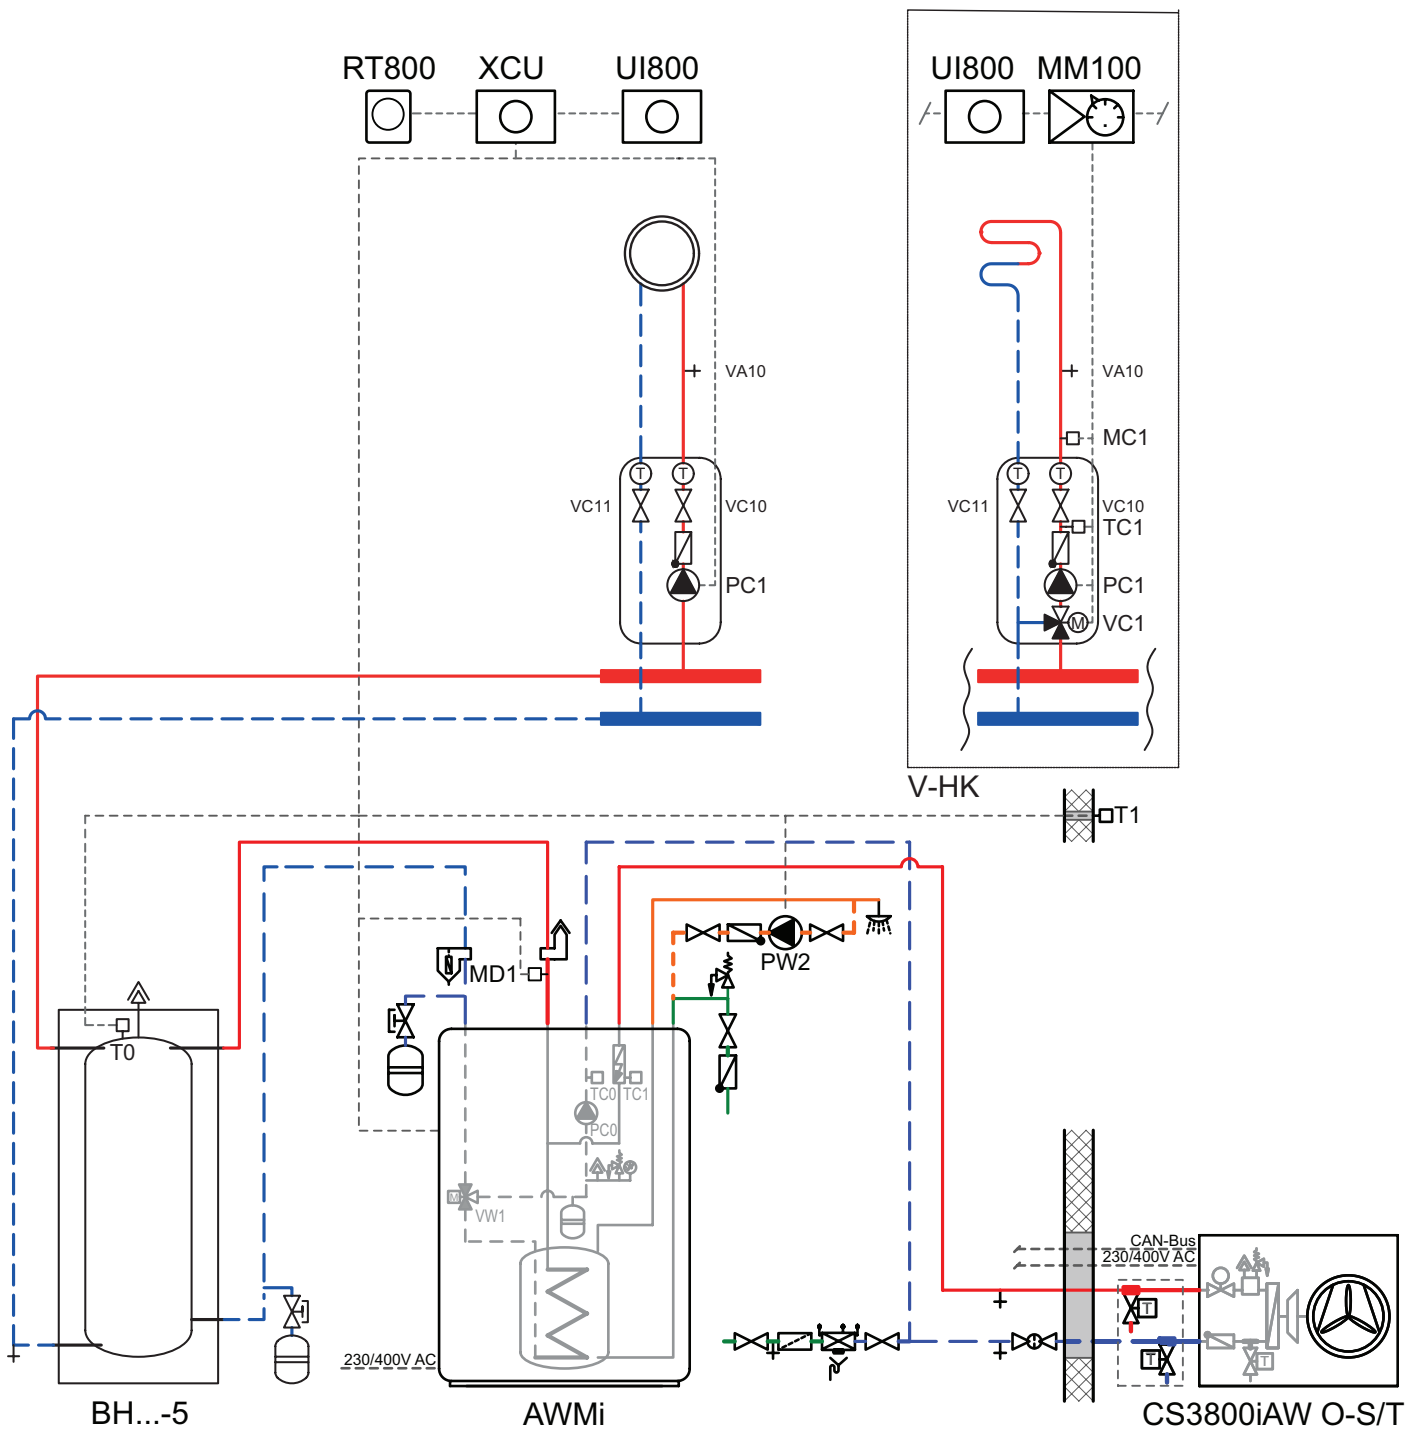 RT800 XCU UI800
UI800 MM100
VA10
VA10
MC1
T T
T T
VC11 VC10
VC11 VC10
TC1
PC1
PC1
M VC1
V-HK
T1
PW2
MD1
T0
TC0 TC1
PC0
M
VW1
CAN-Bus
230/400V AC
T
T
T
230/400V AC
BH...-5
AWMi
CS3800iAW O-S/T